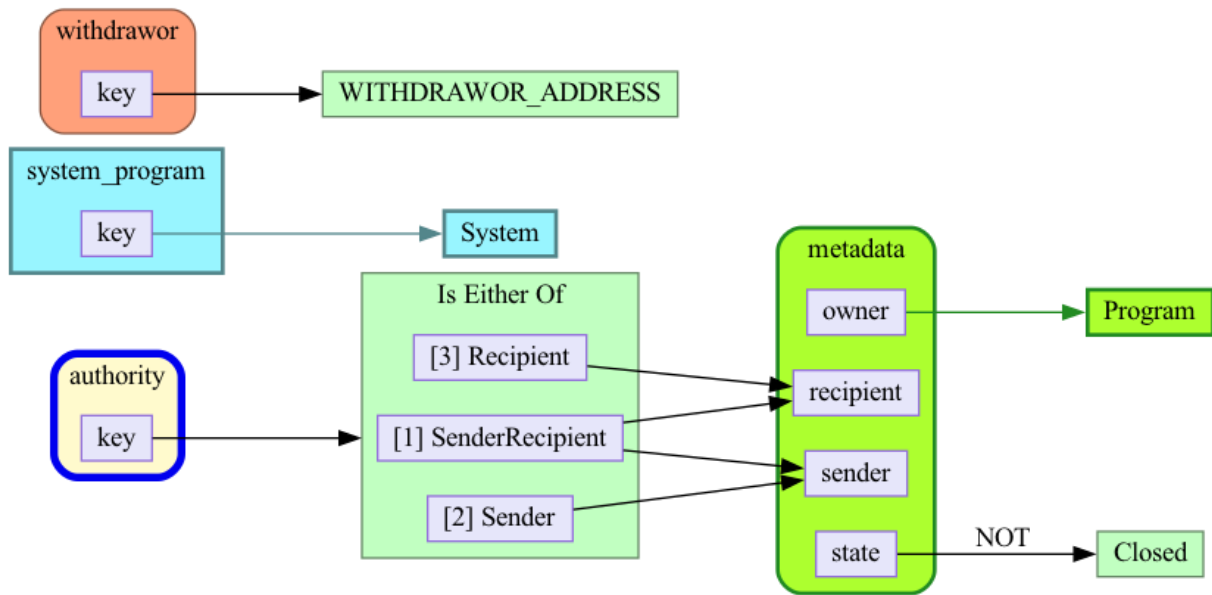 withdrawor
key
WITHDRAWOR_ADDRESS
system_program
key
System
authority
key
Is Either Of
[3] Recipient
[1] SenderRecipient
[2] Sender
metadata
owner
recipient
sender
state
Program
NOT
Closed